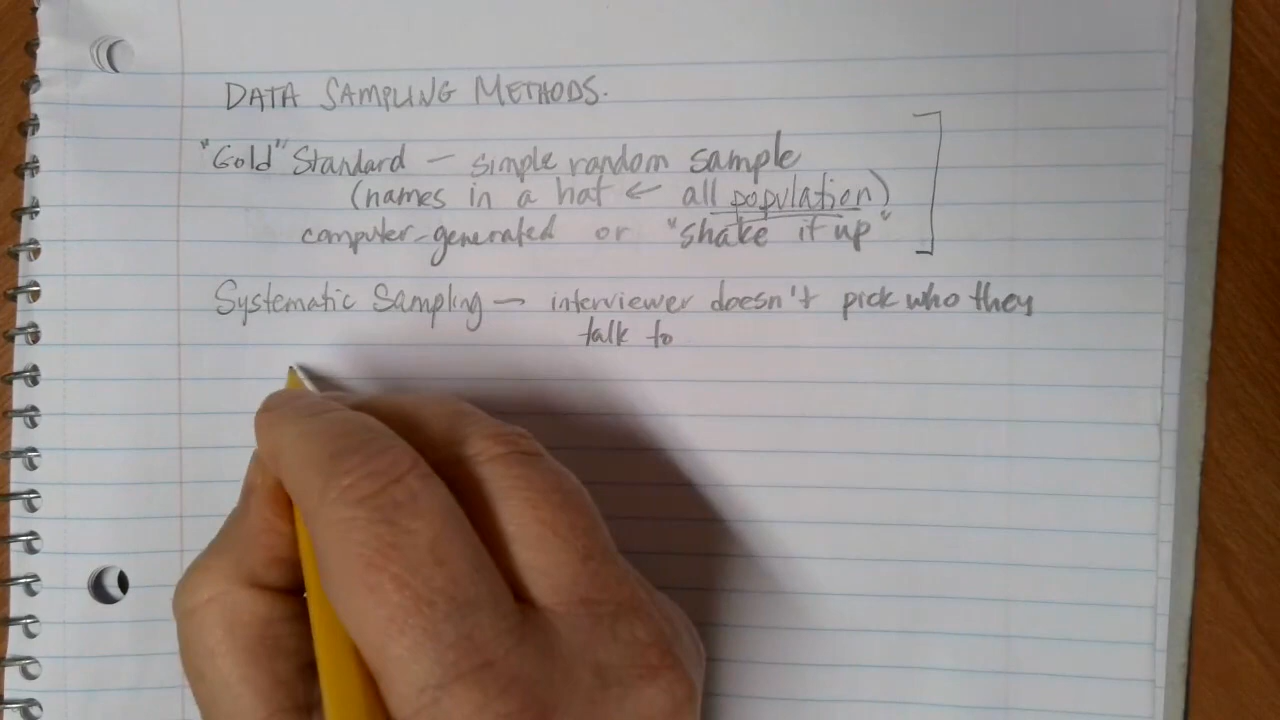 DATA SAMPLING METHODS.
"Gold" Standard — simple random sample
(names in a hat ← all population)
computer-generated or "shake it up"
Systematic Sampling — interviewer doesn't pick who they
talk to